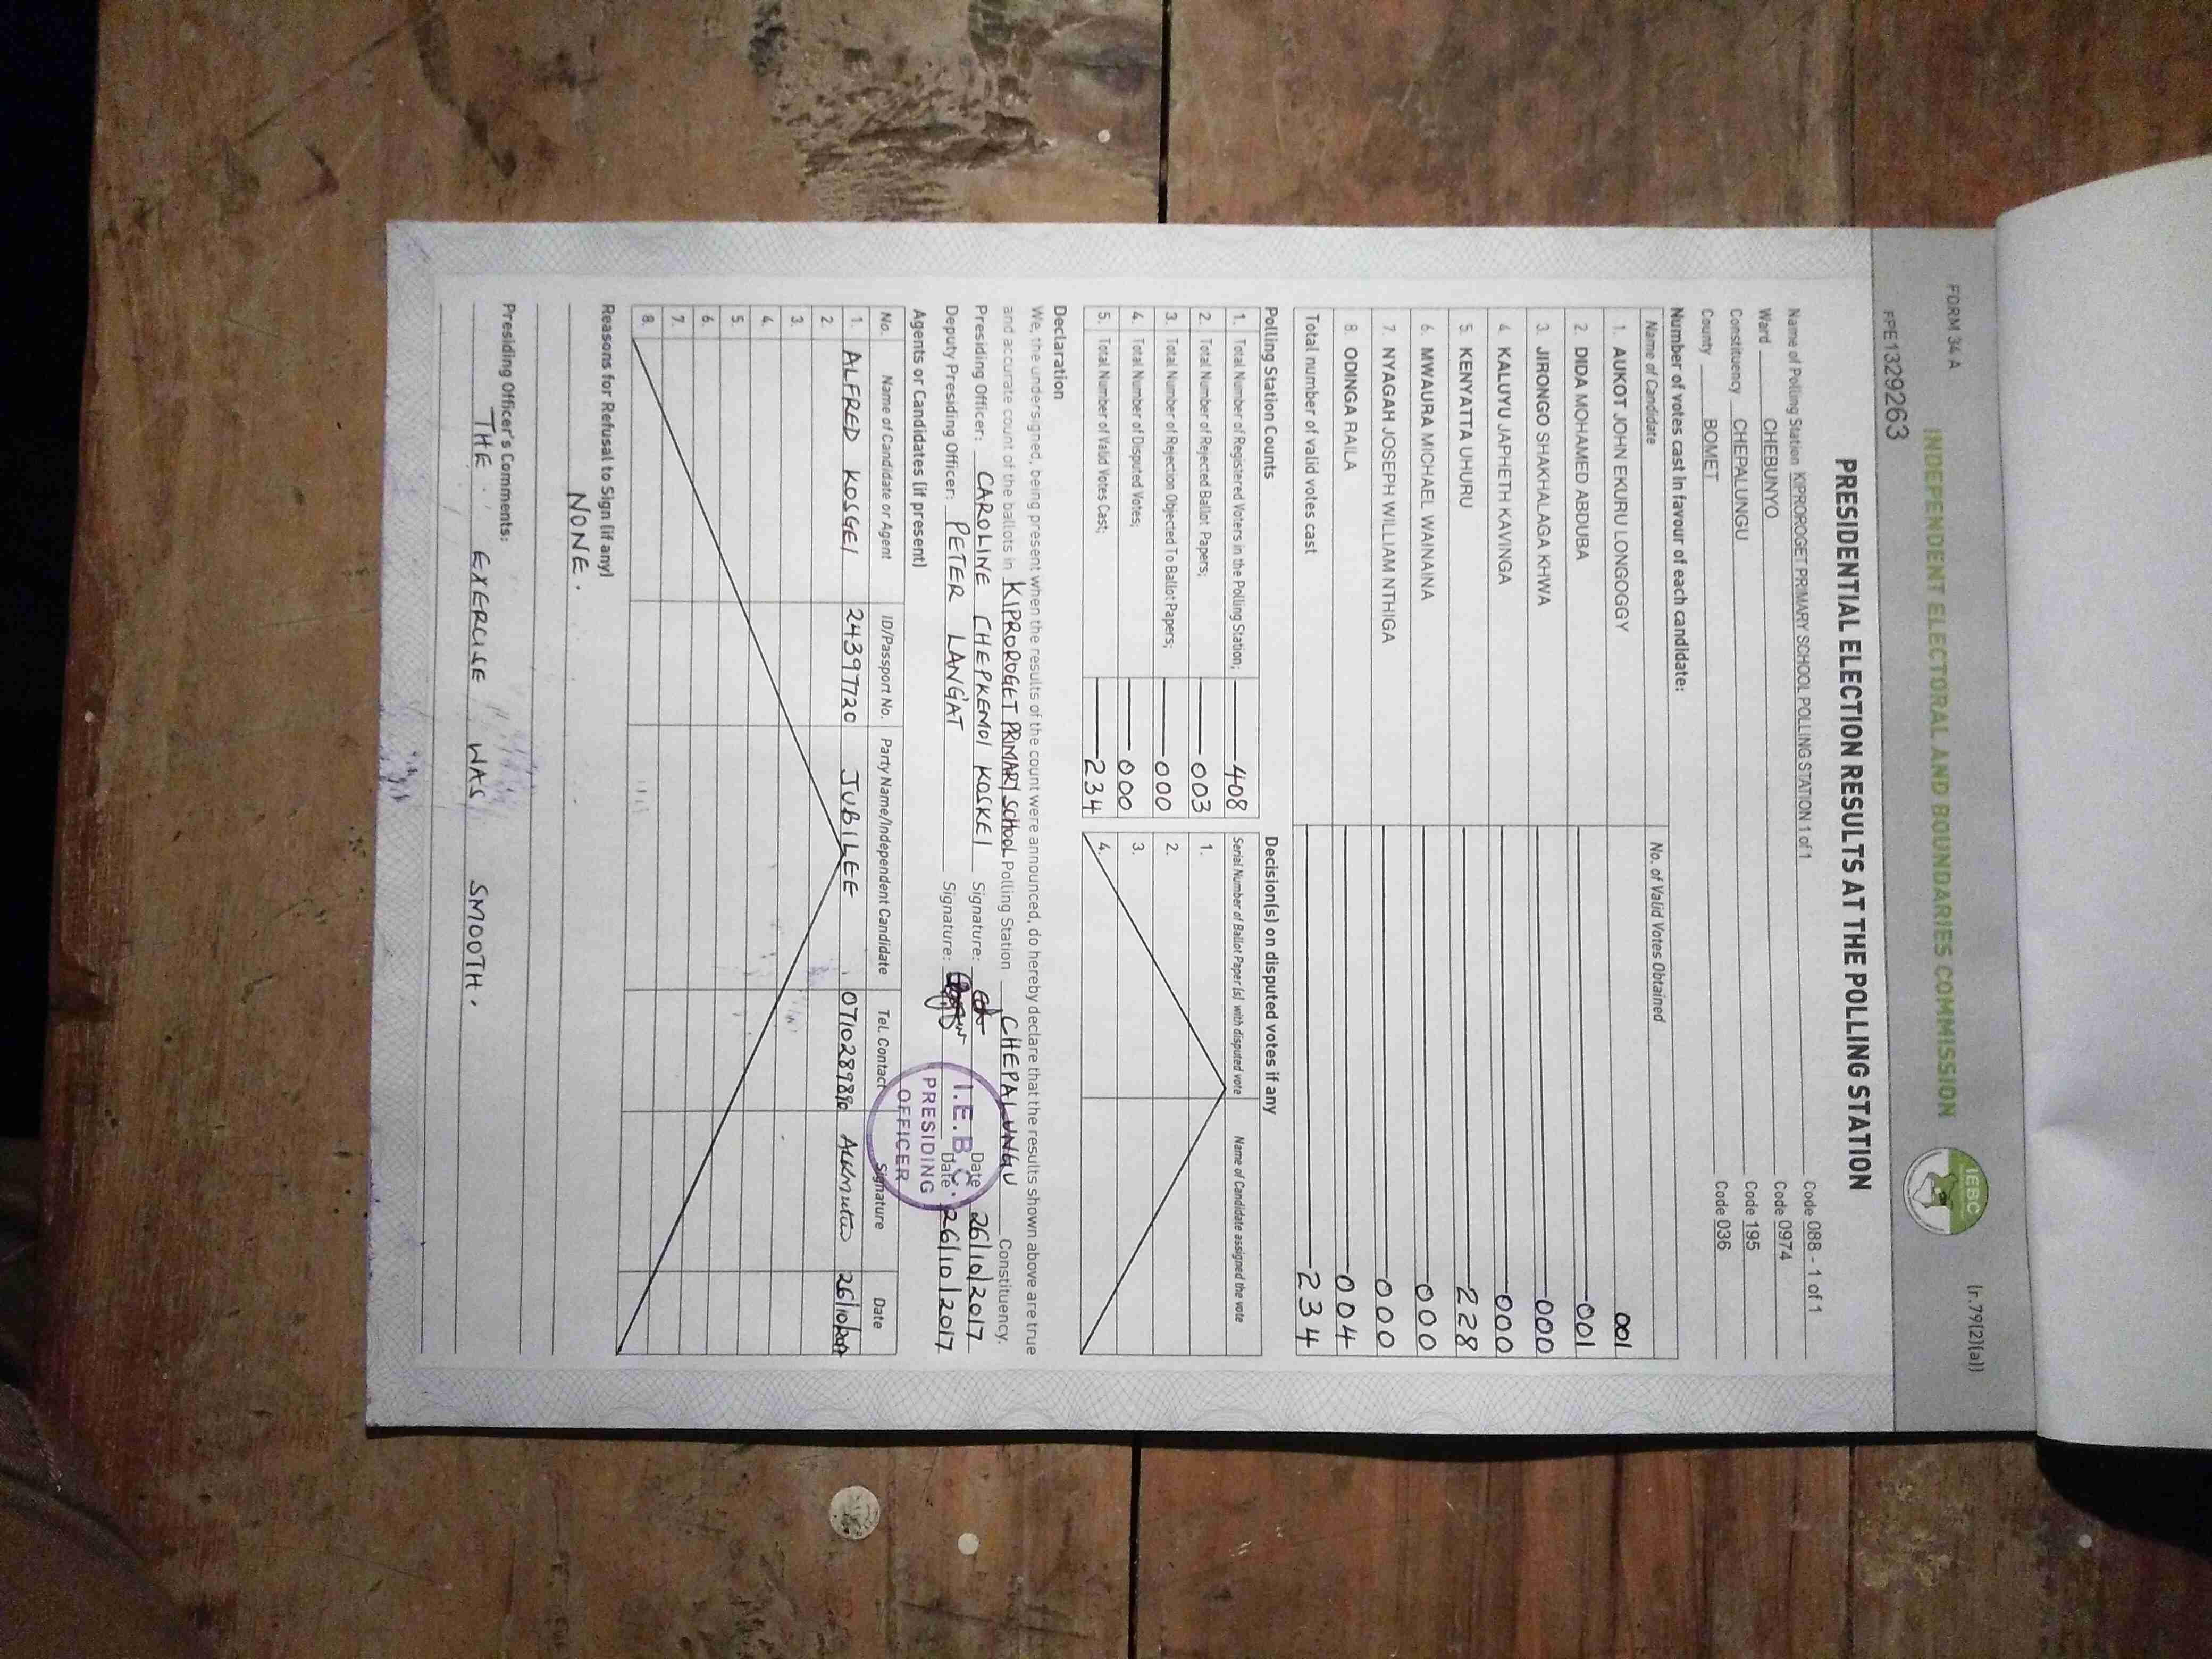 FORM 34 A
(r.79(2)(a))
INDEPENDENT ELECTORAL AND BOUNDARIES COMMISSION
IEBC
FPE1329263
PRESIDENTIAL ELECTION RESULTS AT THE POLLING STATION
Name of Polling Station KIPROROGET PRIMARY SCHOOL POLLING STATION 1 of 1 Code 088 - 1 of 1
Ward CHEBUNYO Code 0974
Constituency CHEPALUNGU Code 195
County BOMET Code 036
Number of votes cast in favour of each candidate:
Name of Candidate No. of Valid Votes Obtained
1. AUKOT JOHN EKURU LONGOGGY 001
2. DIDA MOHAMED ABDUBA 001
3. JIRONGO SHAKHALAGA KHWA 000
4. KALUYU JAPHETH KAVINGA 000
5. KENYATTA UHURU 228
6. MWAURA MICHAEL WAINAINA 000
7. NYAGAH JOSEPH WILLIAM NTHIGA 000
8. ODINGA RAILA 004
Total number of valid votes cast 234
Polling Station Counts
1. Total Number of Registered Voters in the Polling Station; 408
2. Total Number of Rejected Ballot Papers; 003
3. Total Number of Rejection Objected To Ballot Papers; 000
4. Total Number of Disputed Votes; 000
5. Total Number of Valid Votes Cast; 234
Decision(s) on disputed votes if any
Serial Number of Ballot Paper (s) with disputed vote Name of Candidate assigned the vote
1.
2.
3.
4.
Declaration
We, the undersigned, being present when the results of the count were announced, do hereby declare that the results shown above are true
and accurate count of the ballots in KIPROROGET PRIMARY SCHOOL Polling Station CHEPALUNGU Constituency.
Presiding Officer: CAROLINE CHEPKEMOI KOSKEI Signature: Date 26/10/2017
Deputy Presiding Officer: PETER LANGAT Signature: Date 26/10/2017
I.E.B.C.
PRESIDING
OFFICER
Agents or Candidates (if present)
No. Name of Candidate or Agent ID/Passport No. Party Name/Independent Candidate Tel. Contact Signature Date
1. ALFRED KOSGEI 24397720 JUBILEE 26/10/2017
2.
3.
4.
5.
6.
7.
8.
Reasons for Refusal to Sign (if any)
NONE.
Presiding Officer's Comments:
THE EXERCISE WAS SMOOTH.